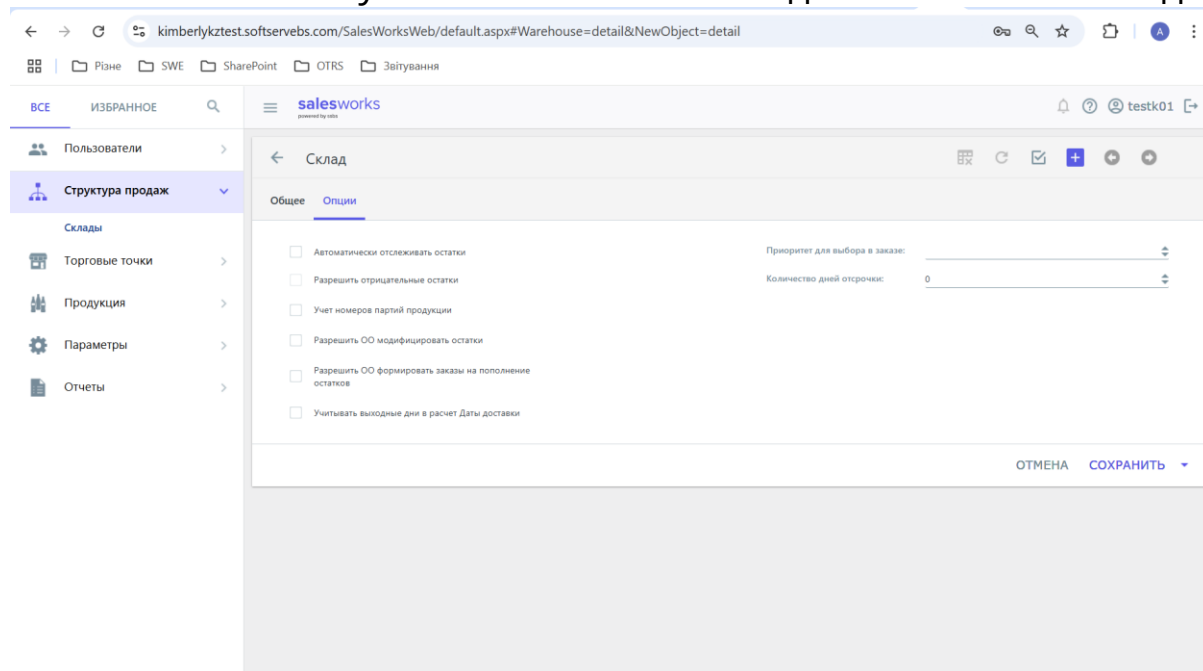 kimberlykztest.softservebs.com/SalesWorksWeb/default.aspx#Warehouse=detail&NewObject=detail
A
Різне SWE SharePoint OTRS Звітування
ВСЕ ИЗБРАННОЕ
salesworks
powered by sebs
testk01
Пользователи
Склад
Структура продаж
Общее Опции
Склады
Торговые точки
Продукция
Параметры
Отчеты
Автоматически отслеживать остатки
Приоритет для выбора в заказе:
Разрешить отрицательные остатки
Количество дней отсрочки: 0
Учет номеров партий продукции
Разрешить ОО модифицировать остатки
Разрешить ОО формировать заказы на пополнение
остатков
Учитывать выходные дни в расчет Даты доставки
ОТМЕНА СОХРАНИТЬ